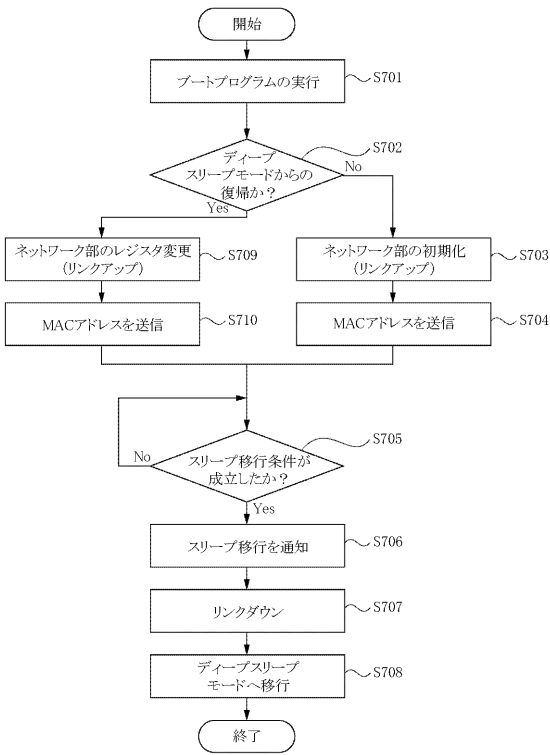 開始
ブートプログラムの実行
S701
ディープ
スリープモードからの
復帰か？
S702
Yes
No
ネットワーク部のレジスタ変更
(リンクアップ)
S709
ネットワーク部の初期化
(リンクアップ)
S703
MACアドレスを送信
S710
MACアドレスを送信
S704
スリープ移行条件が
成立したか？
S705
No
Yes
スリープ移行を通知
S706
リンクダウン
S707
ディープスリープ
モードへ移行
S708
終了